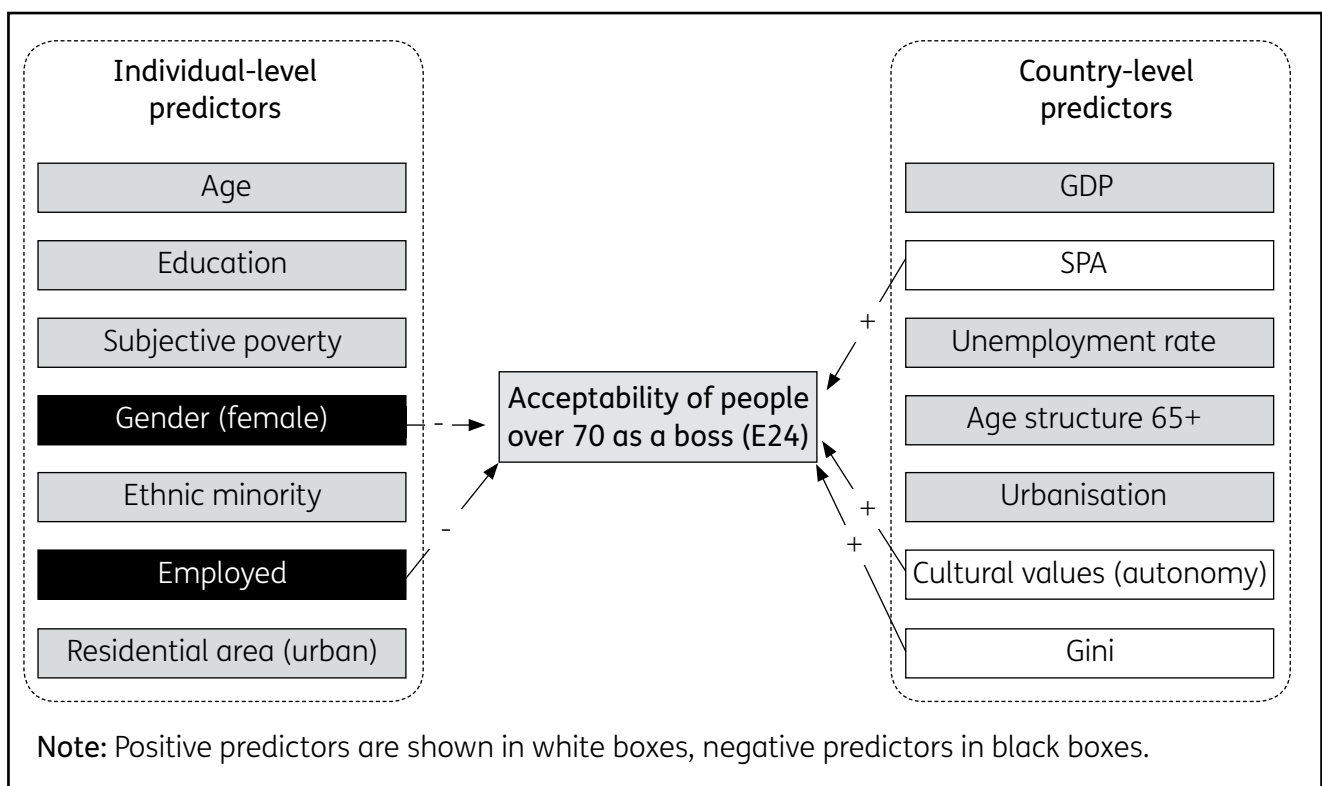 Individual-level
predictors
Age
Education
Subjective poverty
Gender (female)
Ethnic minority
Employed
Residential area (urban)
-
-
Acceptability of people
over 70 as a boss (E24)
+
+
+
Country-level
predictors
GDP
SPA
Unemployment rate
Age structure 65+
Urbanisation
Cultural values (autonomy)
Gini
Note: Positive predictors are shown in white boxes, negative predictors in black boxes.